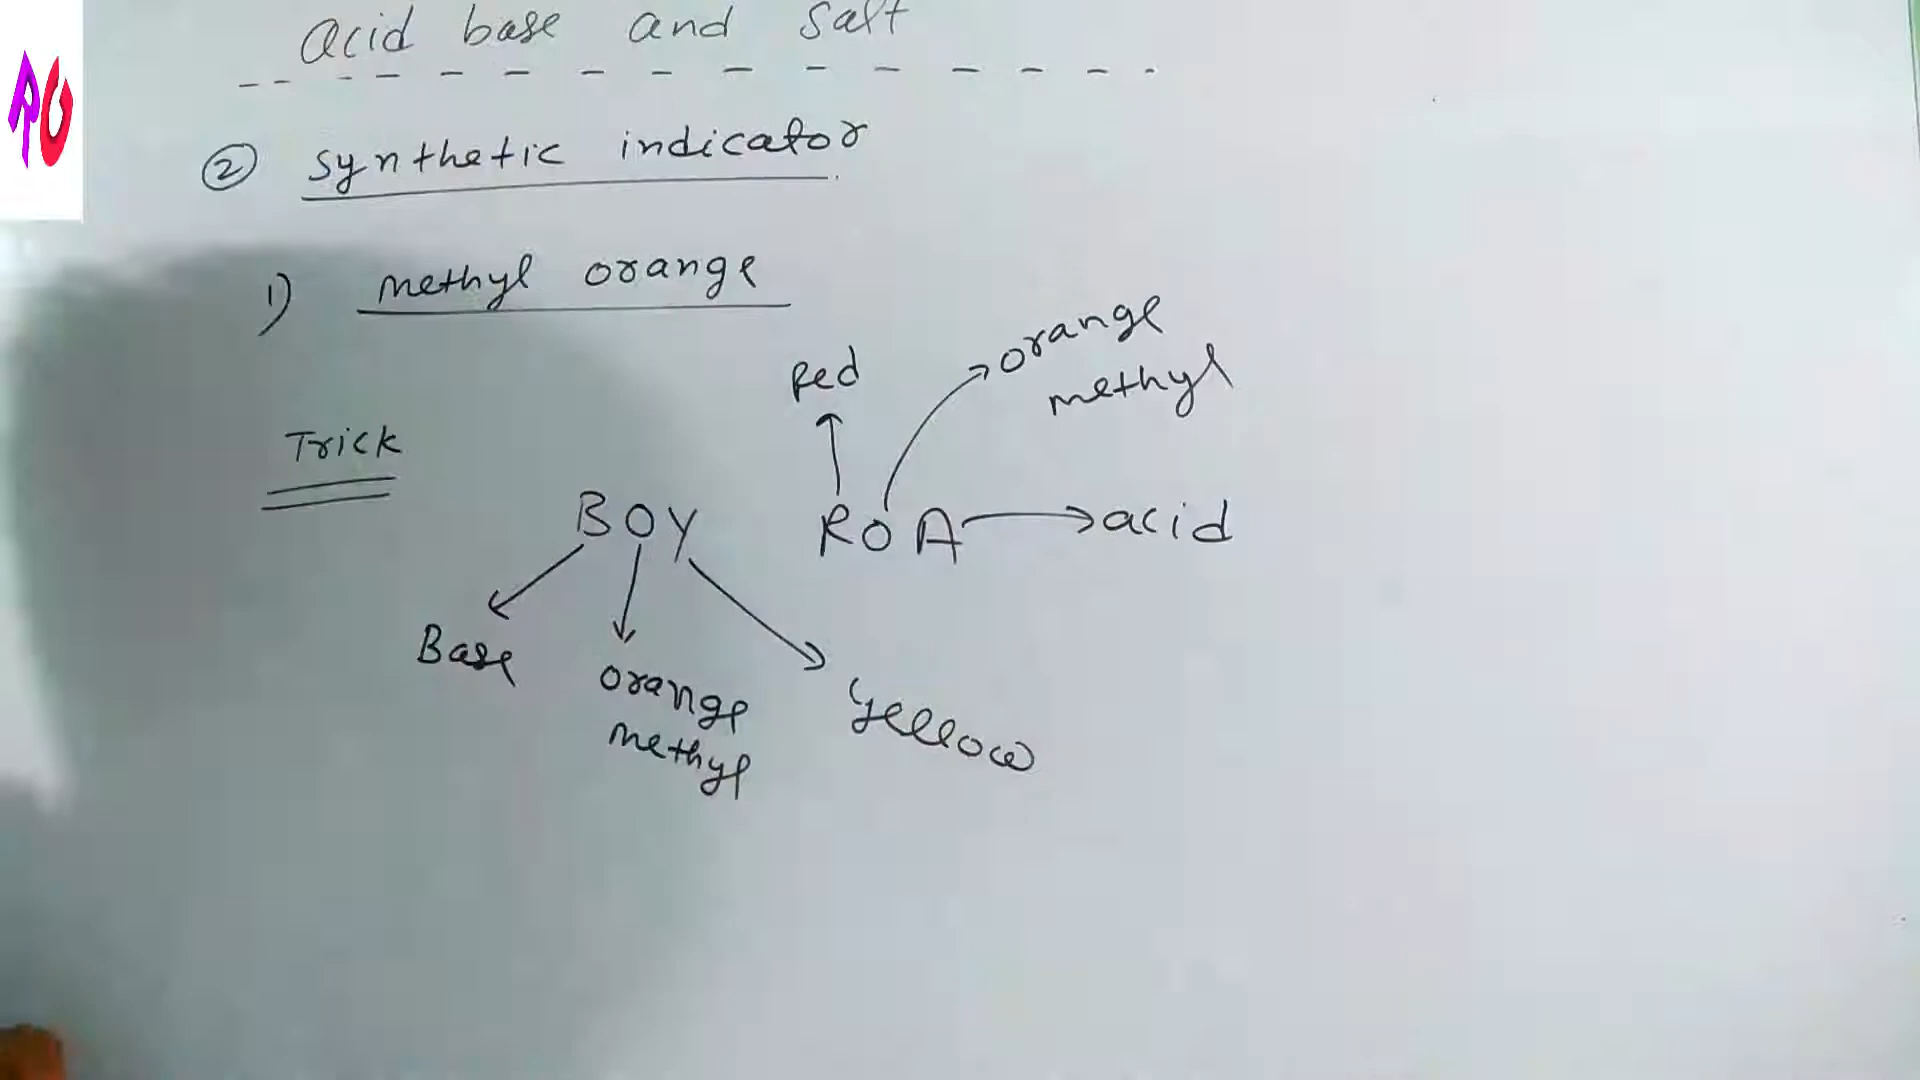 acid base and salt
② synthetic indicator
1) methyl orange
Trick
Red
orange
methyl
BOY
ROA
acid
Base
orange
methyl
yellow